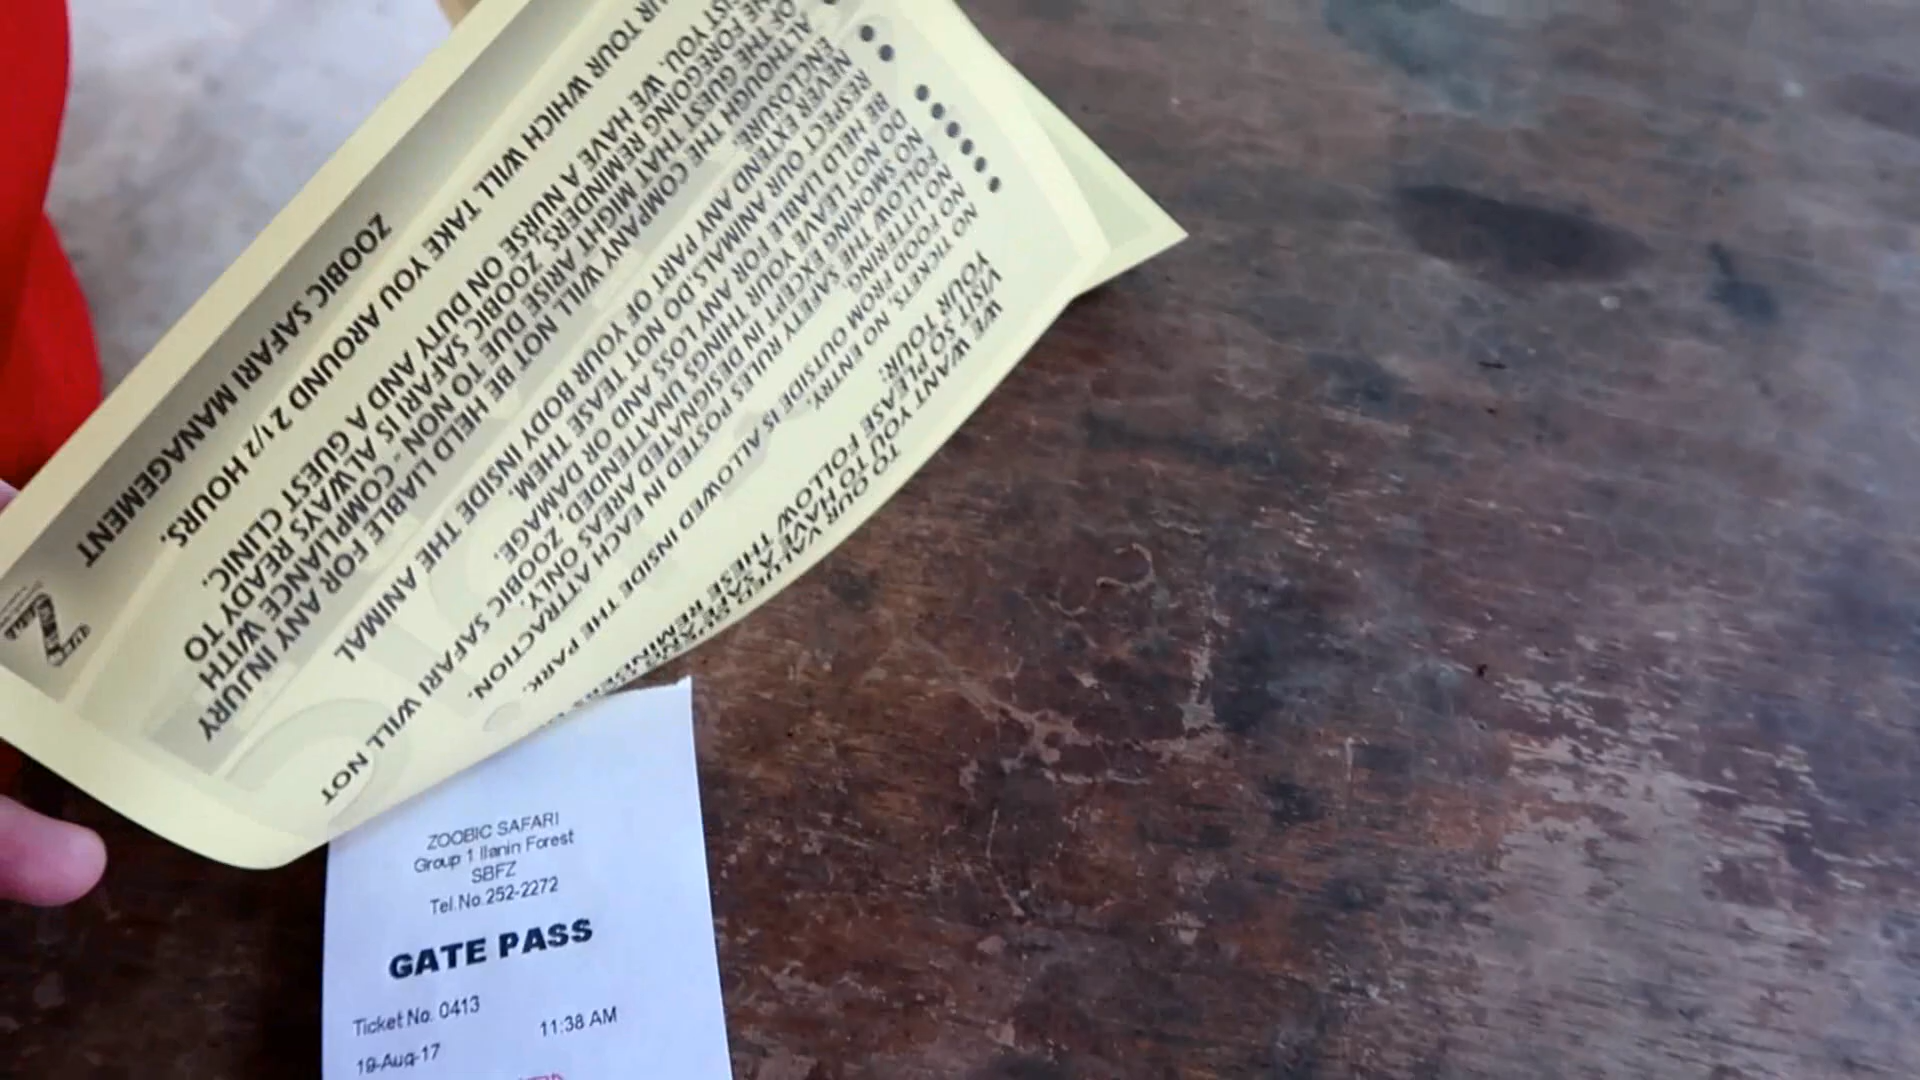 TO OUR VALUED
WE WANT YOU TO HAVE A
VISIT SO PLEASE FOLLOW THESE
YOUR TOUR:
NO TICKETS, NO ENTRY.
NO FOOD FROM OUTSIDE IS ALLOWED INSIDE THE PARK.
NO LITTERING.
FOLLOW THE SAFETY RULES POSTED IN EACH ATTRACTION.
NO SMOKING EXCEPT IN DESIGNATED AREAS ONLY.
DO NOT LEAVE YOUR THINGS UNATTENDED. ZOOBIC SAFARI WILL NOT
BE HELD LIABLE FOR ANY LOSS AND OR DAMAGE.
RESPECT OUR ANIMALS. DO NOT TEASE THEM.
NEVER EXTEND ANY PART OF YOUR BODY INSIDE THE ANIMAL
ENCLOSURE.
ALTHOUGH THE COMPANY WILL NOT BE HELD LIABLE FOR ANY INJURY
OF THE GUEST THAT MIGHT ARISE DUE TO NON - COMPLIANCE WITH
FOREGOING REMINDERS, ZOOBIC SAFARI IS ALWAYS READY TO
YOU. WE HAVE A NURSE ON DUTY AND A GUEST CLINIC.
TOUR WHICH WILL TAKE YOU AROUND 2 1/2 HOURS.
ZOOBIC SAFARI MANAGEMENT
ZOOBIC SAFARI
Group 1 Ilanin Forest
SBFZ
Tel.No.252-2272
GATE PASS
Ticket No. 0413
11:38 AM
19-Aug-17